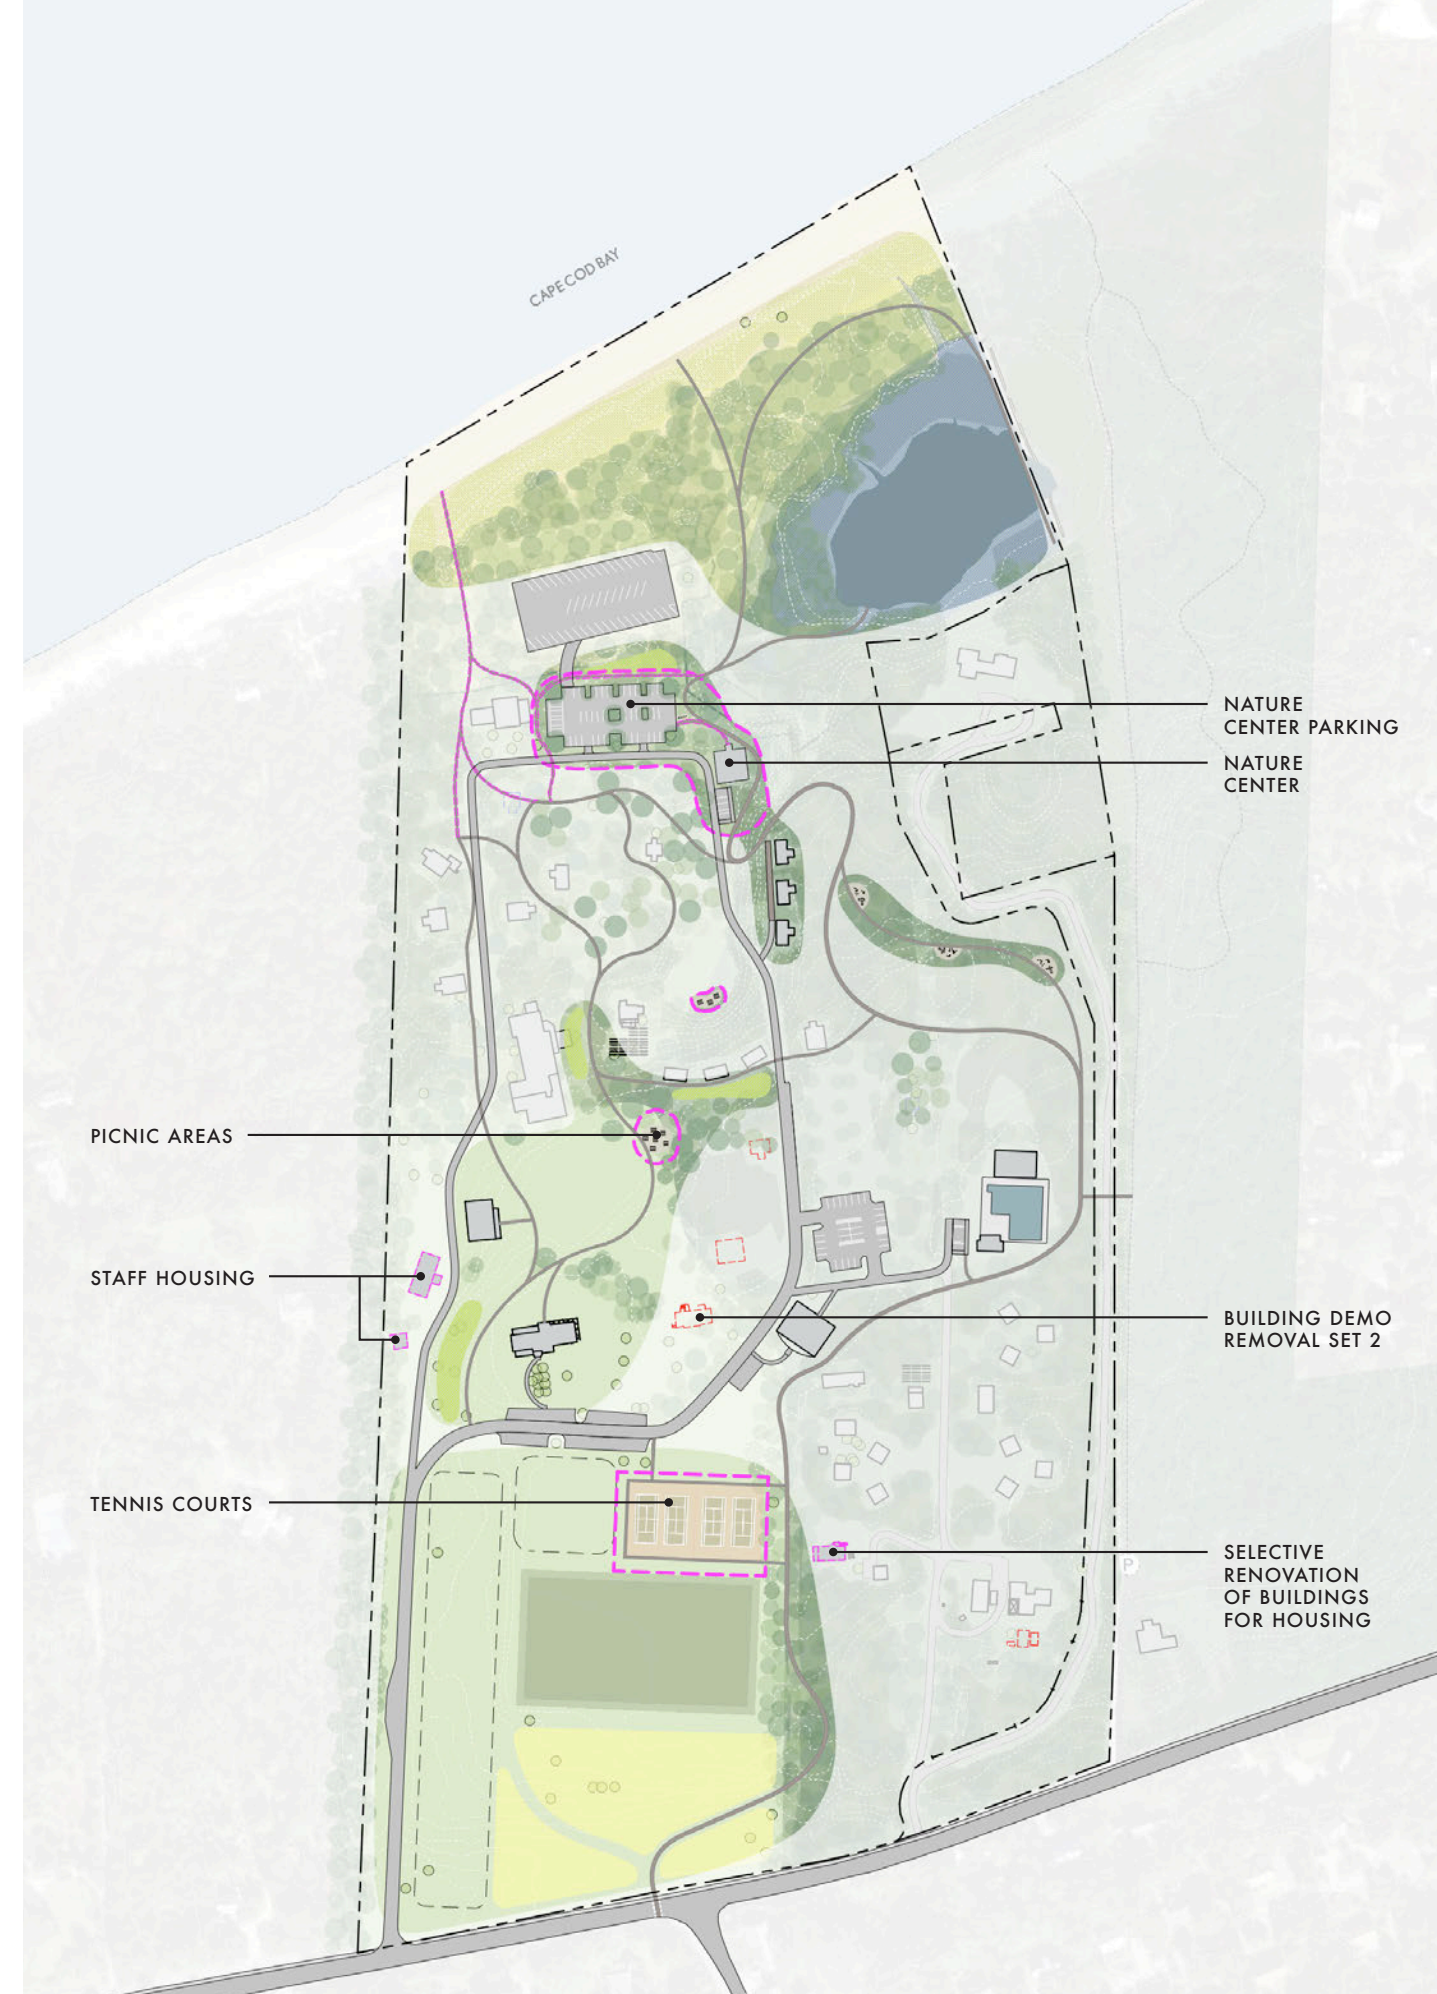 CAPE COD BAY
NATURE
CENTER PARKING
NATURE
CENTER
PICNIC AREAS
STAFF HOUSING
BUILDING DEMO
REMOVAL SET 2
TENNIS COURTS
SELECTIVE
RENOVATION
OF BUILDINGS
FOR HOUSING
P